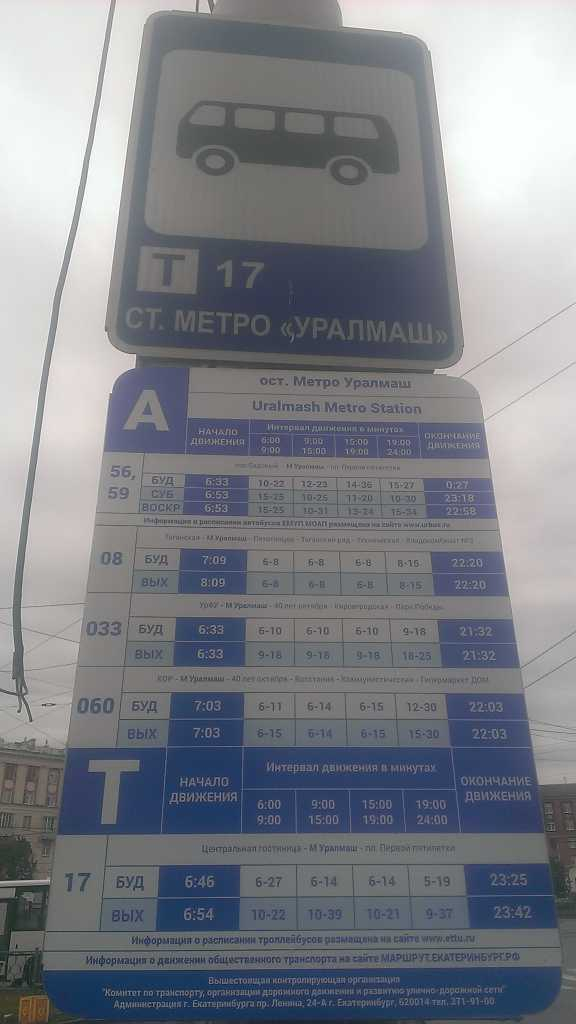 Т 17
СТ. МЕТРО «УРАЛМАШ»
А
ост. Метро Уралмаш
Uralmash Metro Station
НАЧАЛО ДВИЖЕНИЯ
Интервал движения в минутах
ОКОНЧАНИЕ ДВИЖЕНИЯ
6:00 9:00 15:00 19:00
9:00 15:00 19:00 24:00
- М Уралмаш - пл. Первой пятилетки
56, 59
БУД 6:33 10-22 12-23 14-36 15-27 0:27
СУБ 6:53 15-25 10-25 11-20 10-30 23:18
ВОСКР 6:53 15-25 10-31 13-24 15-34 22:58
Информация о расписании автобусов ЕМУП МОАП размещена на сайте www.urbus.ru
Таганская - М Уралмаш - Пехотинцев - Таганский ряд - Техническая - Хладокомбинат №3
08
БУД 7:09 6-8 6-8 6-8 8-15 22:20
ВЫХ 8:09 6-8 6-8 6-8 8-15 22:20
УрФУ - М Уралмаш - 40 лет октября - Кировградская - Парк Победы
033
БУД 6:33 6-10 6-10 6-10 9-18 21:32
ВЫХ 6:33 9-18 9-18 9-18 18-25 21:32
КОР - М Уралмаш - 40 лет октября - Восстания - Коммунистическая - Гипермаркет ДОМ
060
БУД 7:03 6-11 6-14 6-15 12-30 22:03
ВЫХ 7:03 6-15 6-14 6-15 15-30 22:03
Т
НАЧАЛО ДВИЖЕНИЯ
Интервал движения в минутах
ОКОНЧАНИЕ ДВИЖЕНИЯ
6:00 9:00 15:00 19:00
9:00 15:00 19:00 24:00
Центральная гостиница - М Уралмаш - пл. Первой пятилетки
17
БУД 6:46 6-27 6-14 6-14 5-19 23:25
ВЫХ 6:54 10-22 10-39 10-21 9-37 23:42
Информация о расписании троллейбусов размещена на сайте www.ettu.ru
Информация о движении общественного транспорта на сайте МАРШРУТ.ЕКАТЕРИНБУРГ.РФ
Вышестоящая контролирующая организация
"Комитет по транспорту, организации дорожного движения и развитию улично-дорожной сети"
Администрация г. Екатеринбурга пр. Ленина, 24-А г. Екатеринбург, 620014 тел. 371-91-00